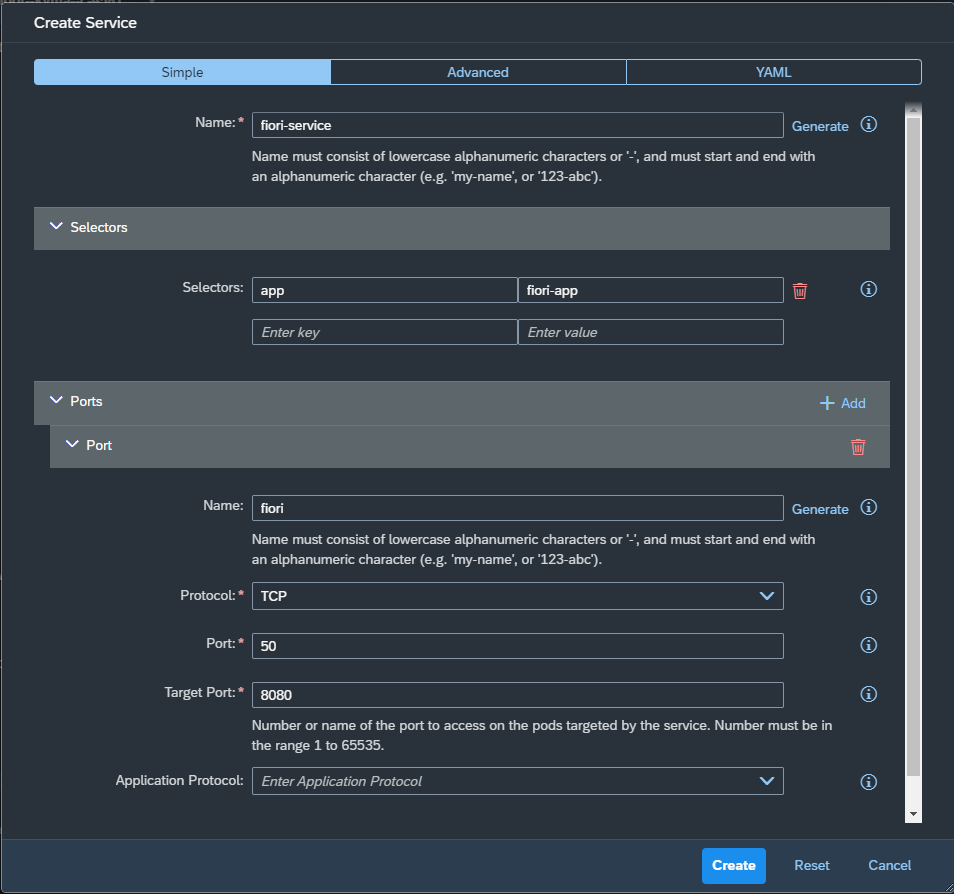 Create Service
Simple Advanced YAML
Name:* fiori-service Generate
Name must consist of lowercase alphanumeric characters or '-', and must start and end with
an alphanumeric character (e.g. 'my-name', or '123-abc').
Selectors
Selectors: app fiori-app
Enter key Enter value
Ports + Add
Port
Name: fiori Generate
Name must consist of lowercase alphanumeric characters or '-', and must start and end with
an alphanumeric character (e.g. 'my-name', or '123-abc').
Protocol:* TCP
Port:* 50
Target Port:* 8080
Number or name of the port to access on the pods targeted by the service. Number must be in
the range 1 to 65535.
Application Protocol: Enter Application Protocol
Create Reset Cancel